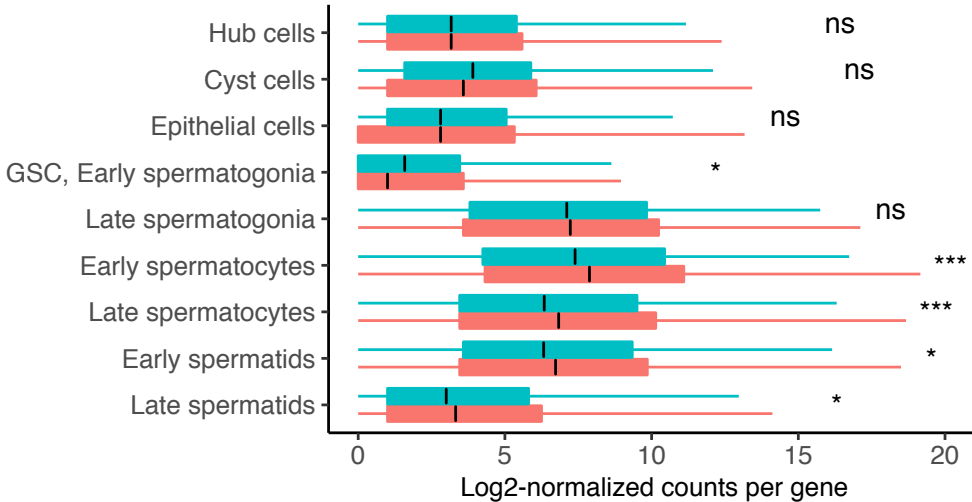 Hub cells ns
Cyst cells ns
Epithelial cells ns
GSC, Early spermatogonia *
Late spermatogonia ns
Early spermatocytes ***
Late spermatocytes ***
Early spermatids *
Late spermatids *
0 5 10 15 20
Log2-normalized counts per gene